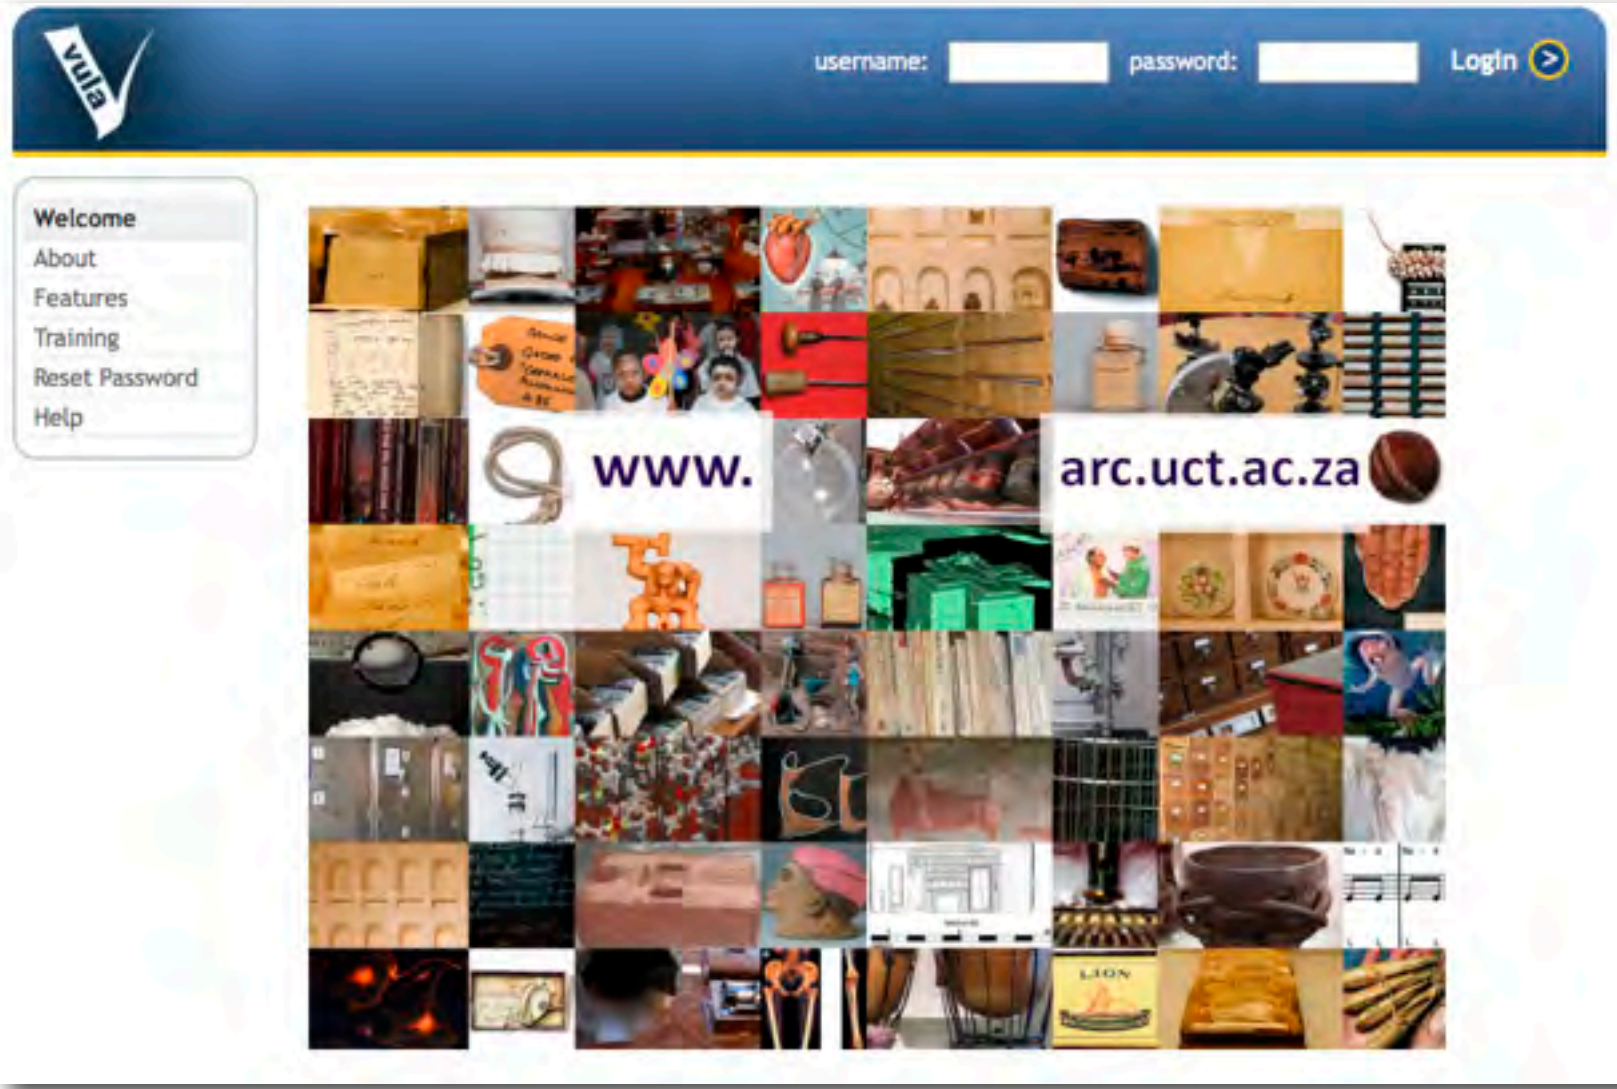 vula
username:
password:
Login
Welcome
About
Features
Training
Reset Password
Help
www.
arc.uct.ac.za
LION